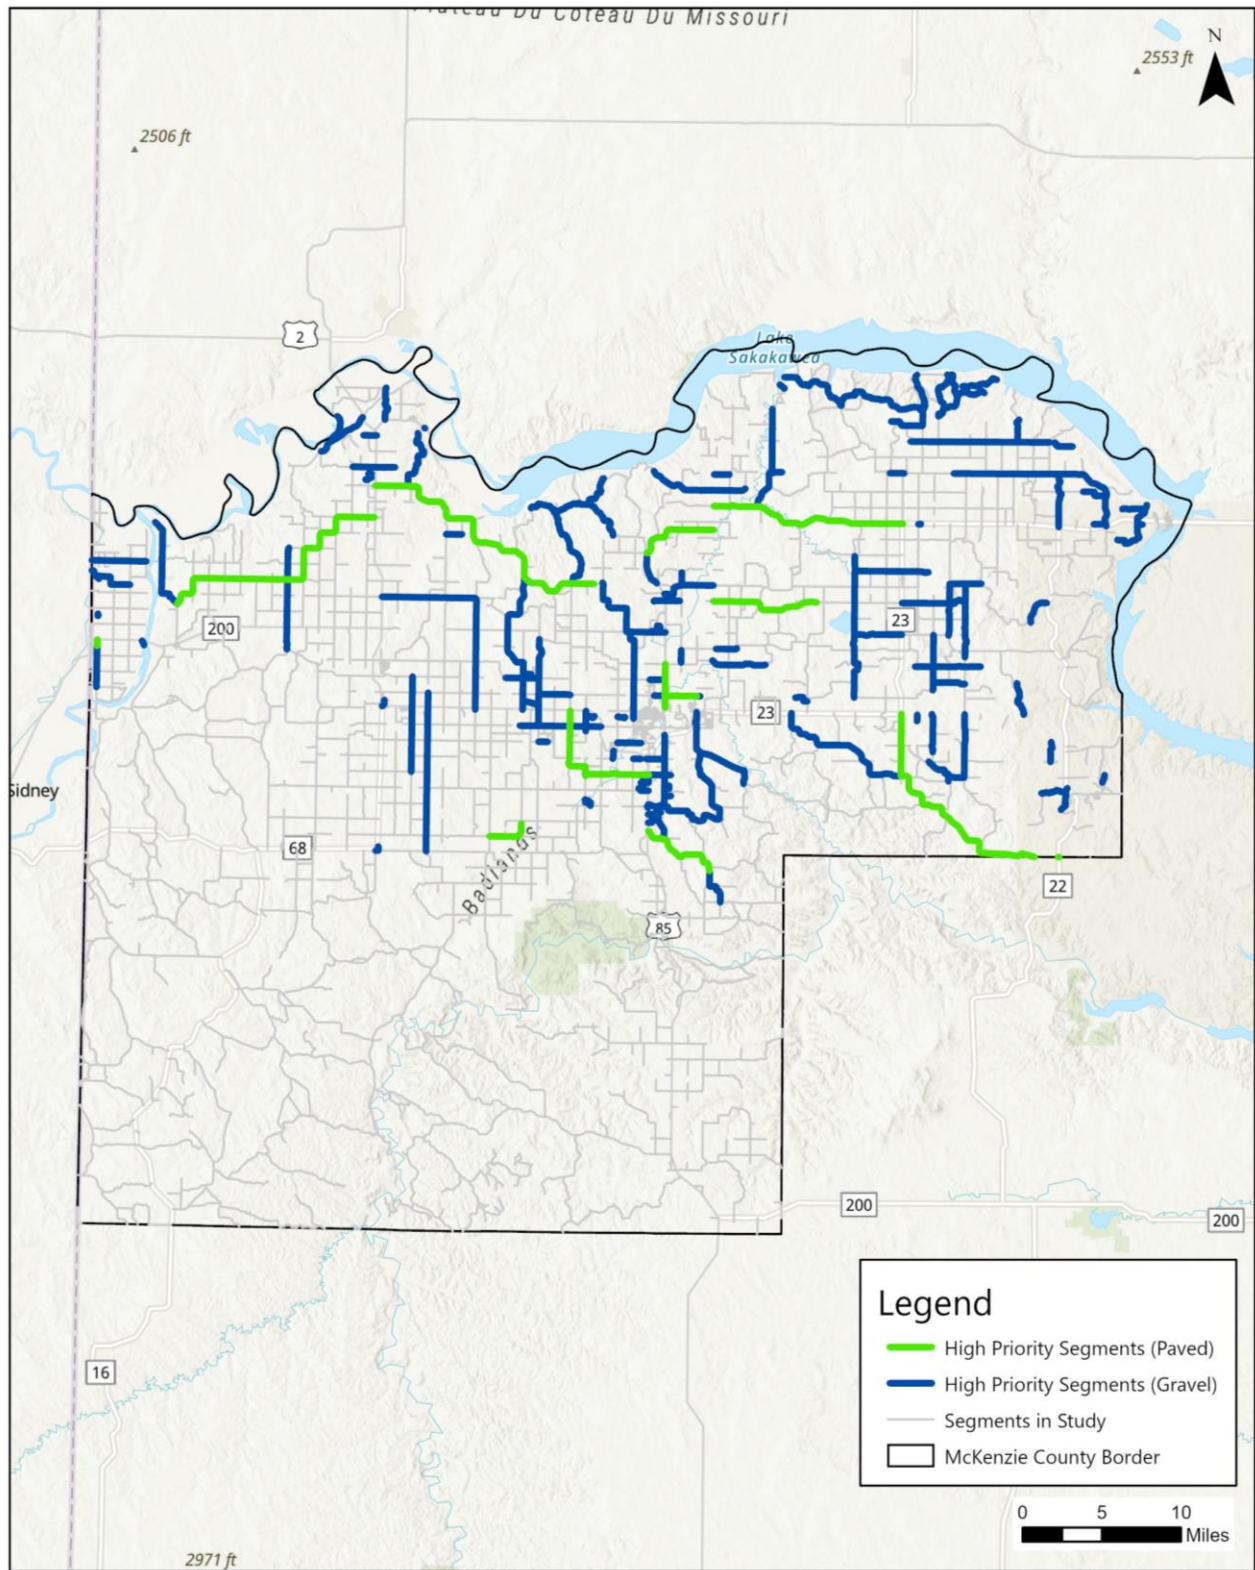 Plateau Du Coteau Du Missouri
N
2553 ft
2506 ft
2
Lake
Sakakawea
200
23
23
Sidney
68
Badlands
22
85
200
200
Legend
High Priority Segments (Paved)
High Priority Segments (Gravel)
Segments in Study
McKenzie County Border
16
0 5 10
Miles
2971 ft